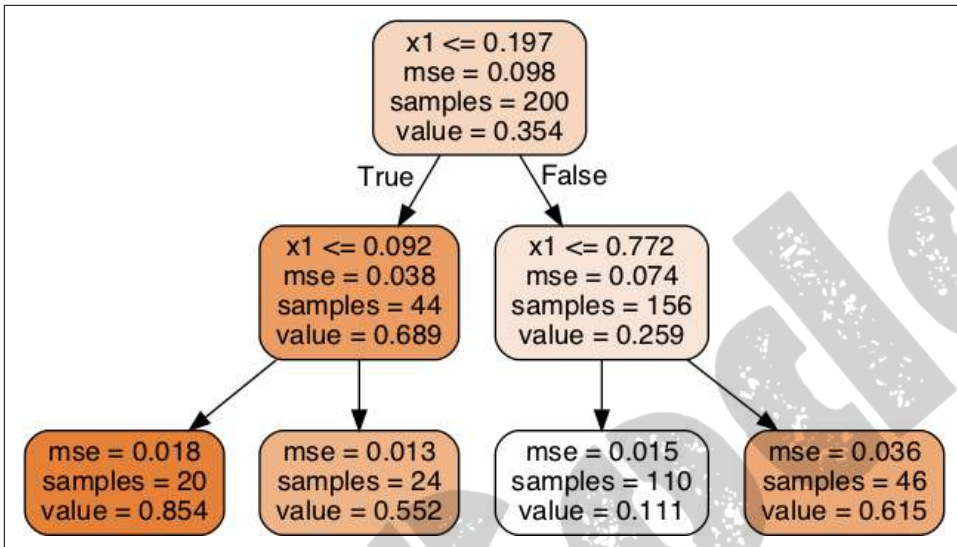 x1 <= 0.197
mse = 0.098
samples = 200
value = 0.354
True
False
x1 <= 0.092
mse = 0.038
samples = 44
value = 0.689
x1 <= 0.772
mse = 0.074
samples = 156
value = 0.259
mse = 0.018
samples = 20
value = 0.854
mse = 0.013
samples = 24
value = 0.552
mse = 0.015
samples = 110
value = 0.111
mse = 0.036
samples = 46
value = 0.615